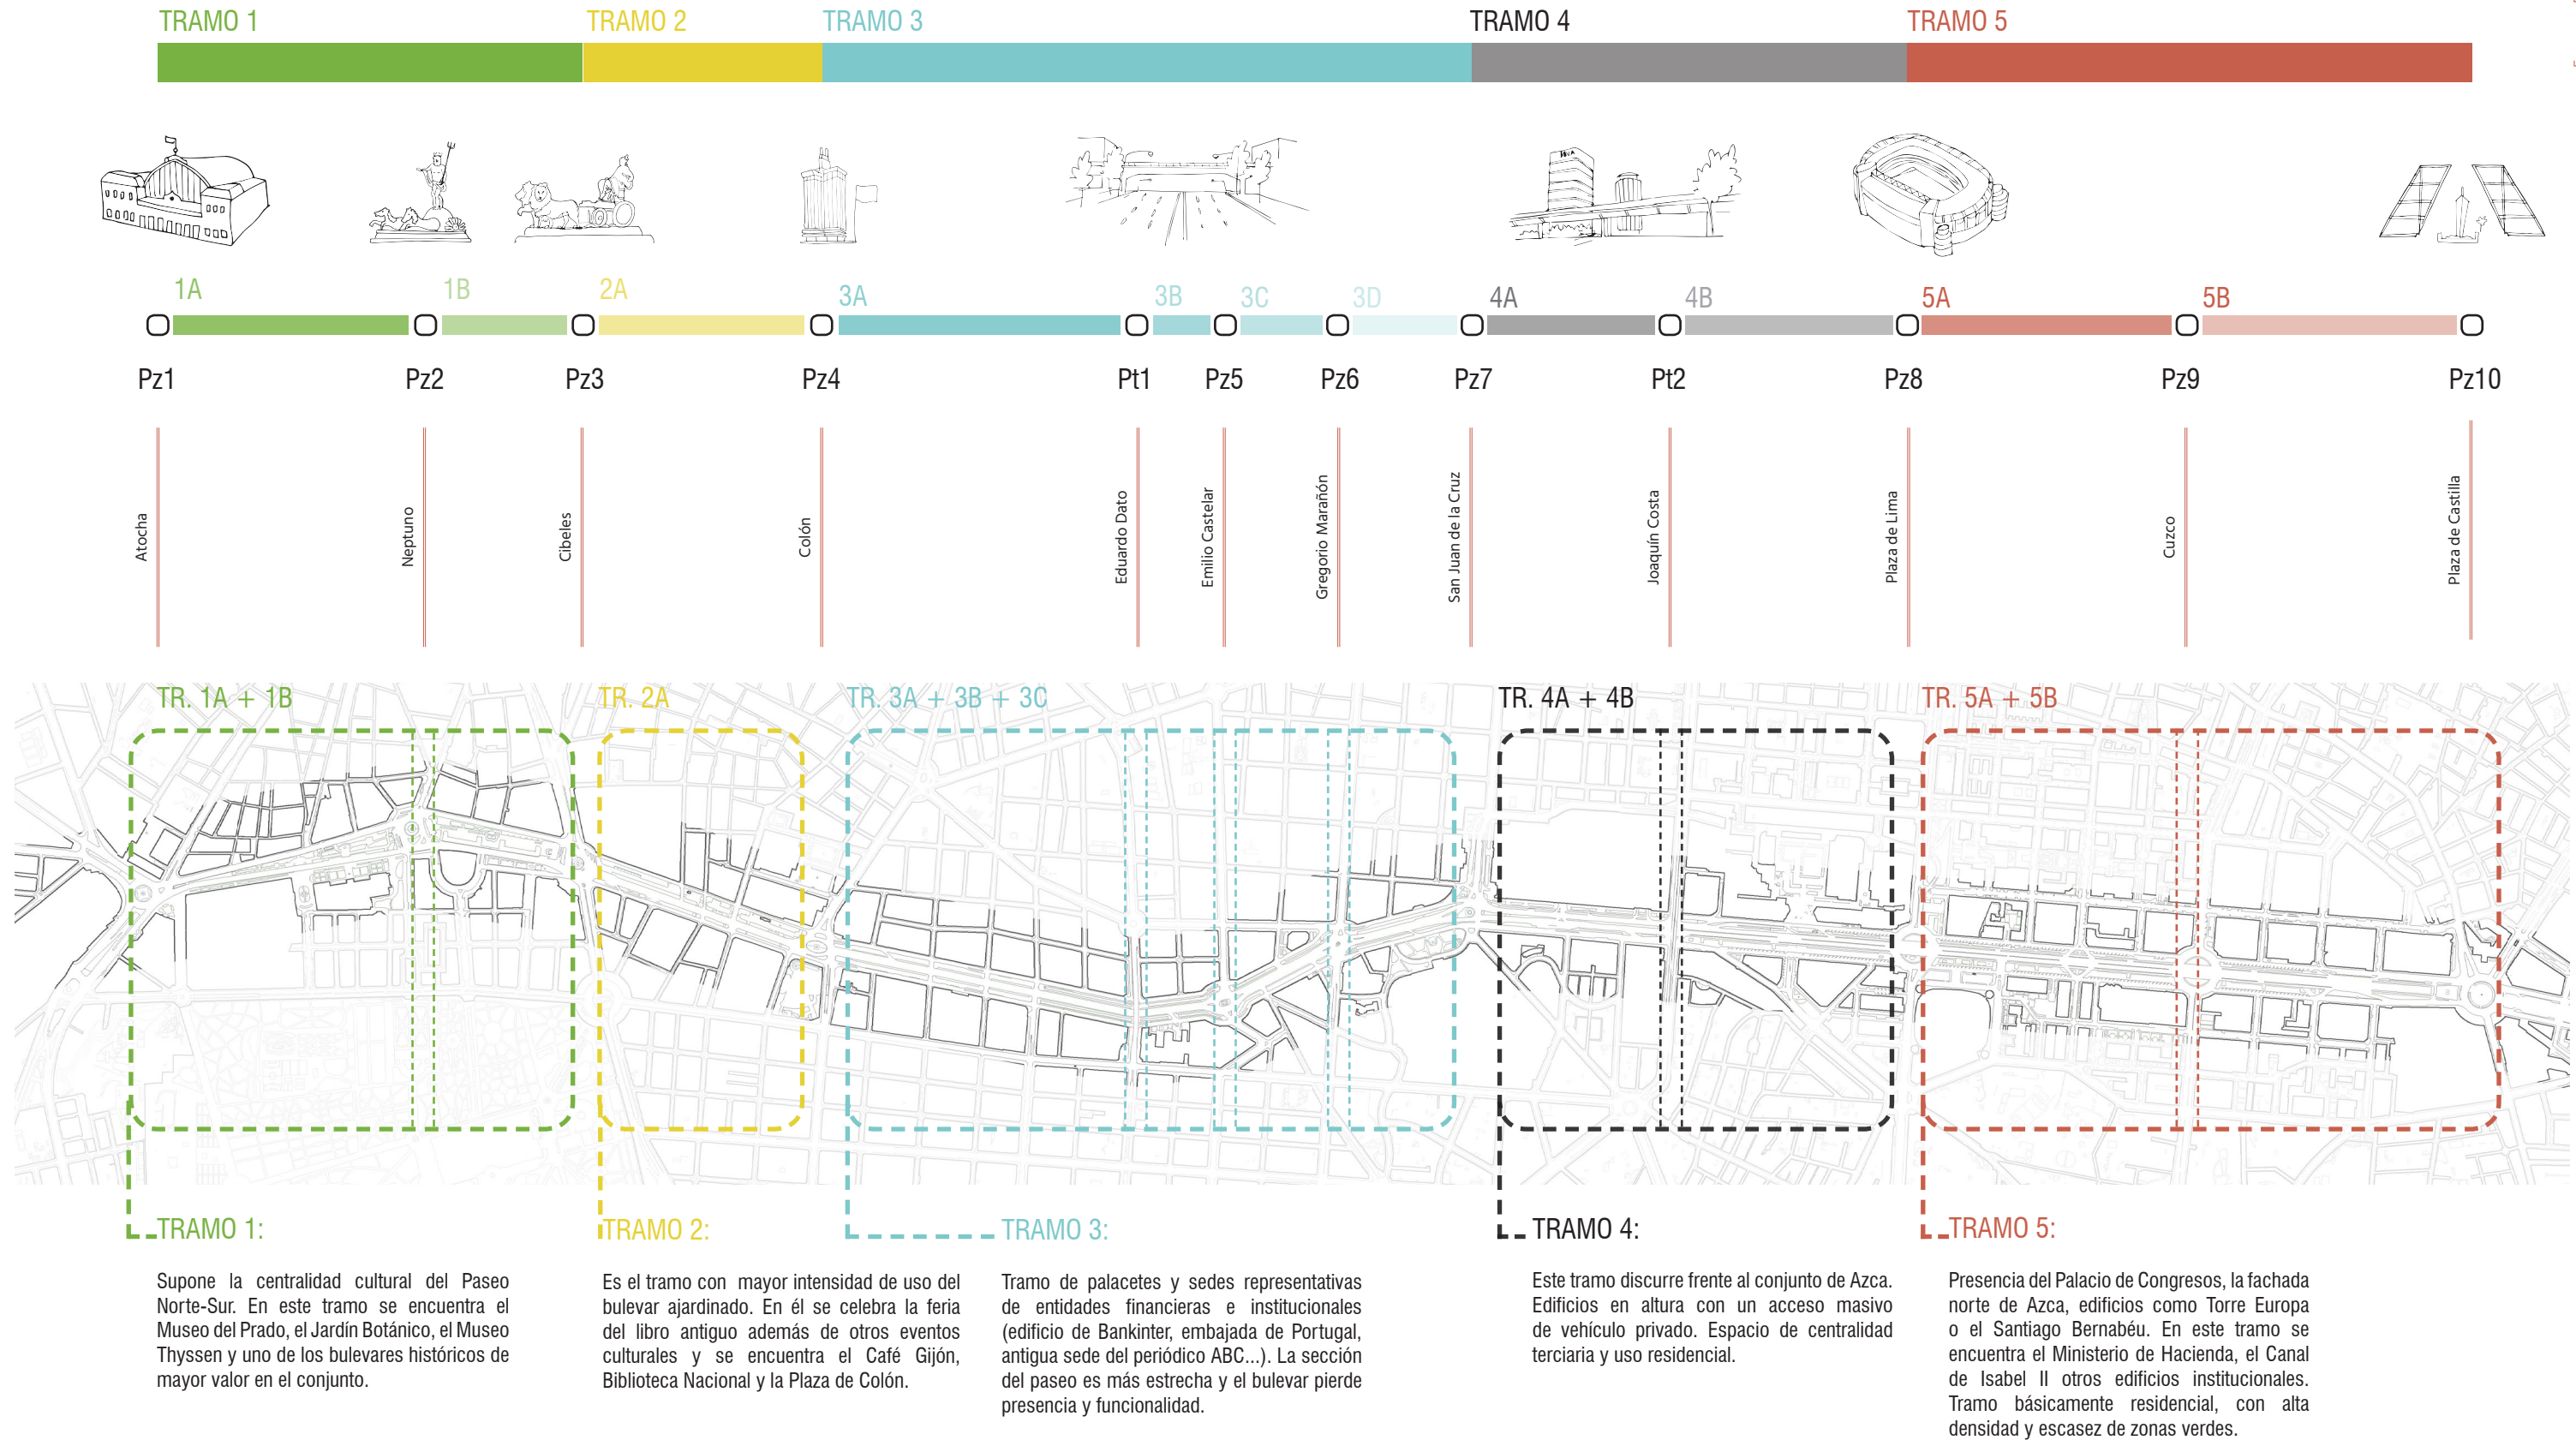 TRAMO 1
TRAMO 2
TRAMO 3
TRAMO 4
TRAMO 5
BBVA
1A
1B
2A
3A
3B
3C
3D
4A
4B
5A
5B
Pz1
Pz2
Pz3
Pz4
Pt1
Pz5
Pz6
Pz7
Pt2
Pz8
Pz9
Pz10
Atocha
Neptuno
Cibeles
Colón
Eduardo Dato
Emilio Castelar
Gregorio Marañón
San Juan de la Cruz
Joaquín Costa
Plaza de Lima
Cuzco
Plaza de Castilla
TR. 1A + 1B
TR. 2A
TR. 3A + 3B + 3C
TR. 4A + 4B
TR. 5A + 5B
TRAMO 1:
Supone la centralidad cultural del Paseo
Norte-Sur. En este tramo se encuentra el
Museo del Prado, el Jardín Botánico, el Museo
Thyssen y uno de los bulevares históricos de
mayor valor en el conjunto.
TRAMO 2:
Es el tramo con mayor intensidad de uso del
bulevar ajardinado. En él se celebra la feria
del libro antiguo además de otros eventos
culturales y se encuentra el Café Gijón,
Biblioteca Nacional y la Plaza de Colón.
TRAMO 3:
Tramo de palacetes y sedes representativas
de entidades financieras e institucionales
(edificio de Bankinter, embajada de Portugal,
antigua sede del periódico ABC...). La sección
del paseo es más estrecha y el bulevar pierde
presencia y funcionalidad.
TRAMO 4:
Este tramo discurre frente al conjunto de Azca.
Edificios en altura con un acceso masivo
de vehículo privado. Espacio de centralidad
terciaria y uso residencial.
TRAMO 5:
Presencia del Palacio de Congresos, la fachada
norte de Azca, edificios como Torre Europa
o el Santiago Bernabéu. En este tramo se
encuentra el Ministerio de Hacienda, el Canal
de Isabel II otros edificios institucionales.
Tramo básicamente residencial, con alta
densidad y escasez de zonas verdes.